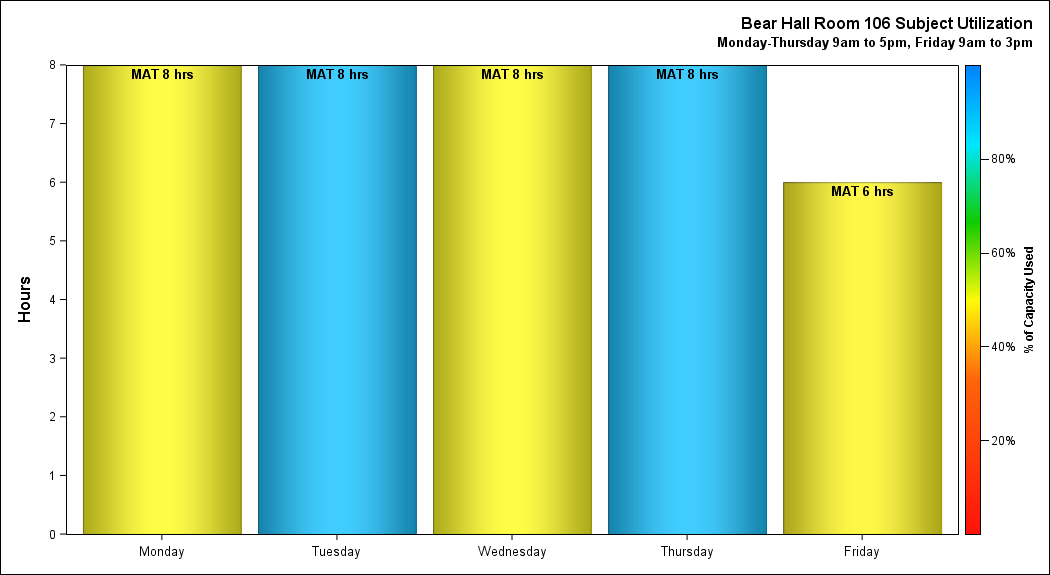 Bear Hall Room 106 Subject Utilization
Monday-Thursday 9am to 5pm, Friday 9am to 3pm
8
7
6
5
4
3
2
1
0
Hours
MAT 8 hrs
MAT 8 hrs
MAT 8 hrs
MAT 8 hrs
MAT 6 hrs
Monday
Tuesday
Wednesday
Thursday
Friday
80%
60%
40%
20%
% of Capacity Used